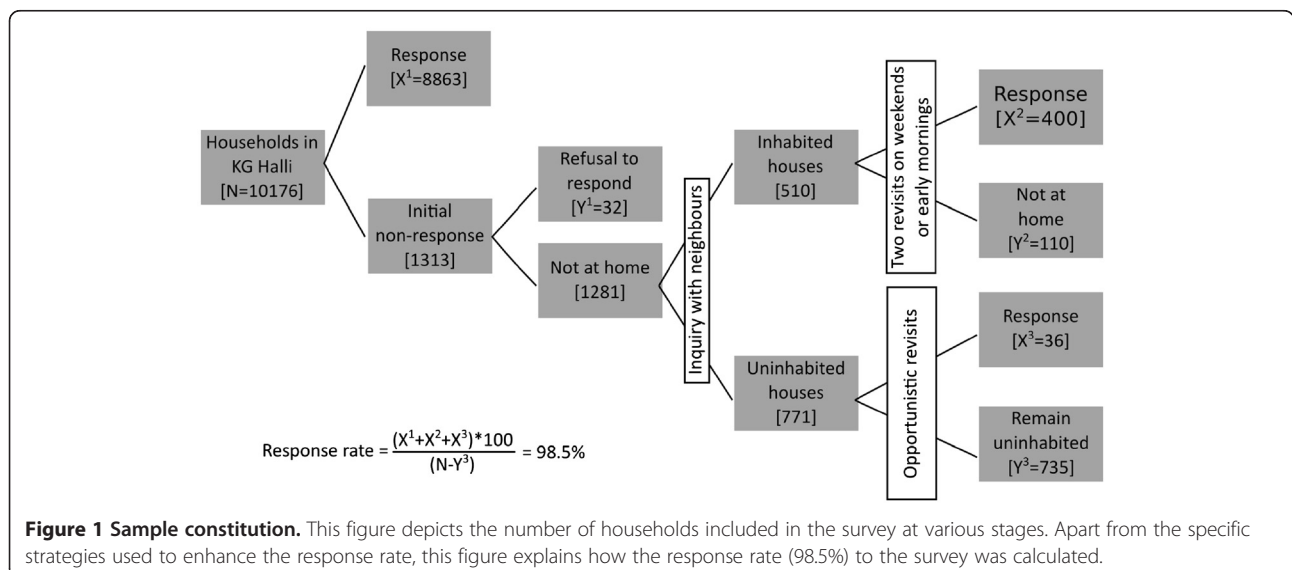 Response
[X¹=8863]
Households in
KG Halli
[N=10176]
Initial
non-response
[1313]
Refusal to
respond
[Y¹=32]
Not at home
[1281]
Inquiry with neighbours
Inhabited
houses
[510]
Uninhabited
houses
[771]
Two revisits on weekends
or early mornings
Response
[X²=400]
Not at
home
[Y²=110]
Opportunistic revisits
Response
[X³=36]
Remain
uninhabited
[Y³=735]
Response rate = (X¹+X²+X³)*100 / (N-Y³) = 98.5%
Figure 1 Sample constitution. This figure depicts the number of households included in the survey at various stages. Apart from the specific
strategies used to enhance the response rate, this figure explains how the response rate (98.5%) to the survey was calculated.